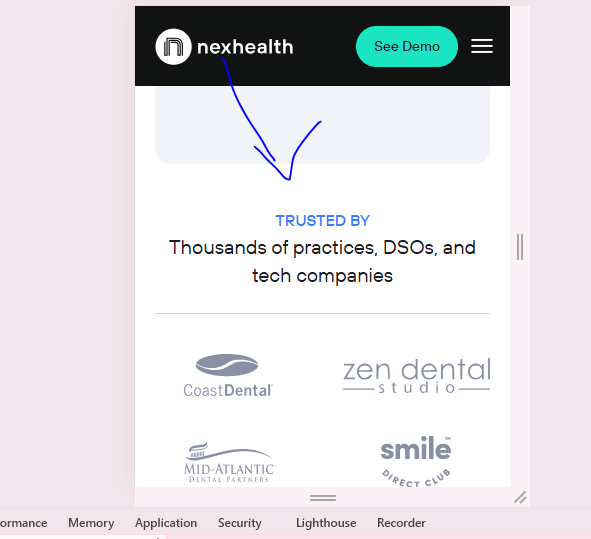 nexhealth
See Demo
TRUSTED BY
Thousands of practices, DSOs, and
tech companies
CoastDental
zen dental
studio
MID-ATLANTIC
DENTAL PARTNERS
smile
DIRECT CLUB
ormance Memory Application Security Lighthouse Recorder